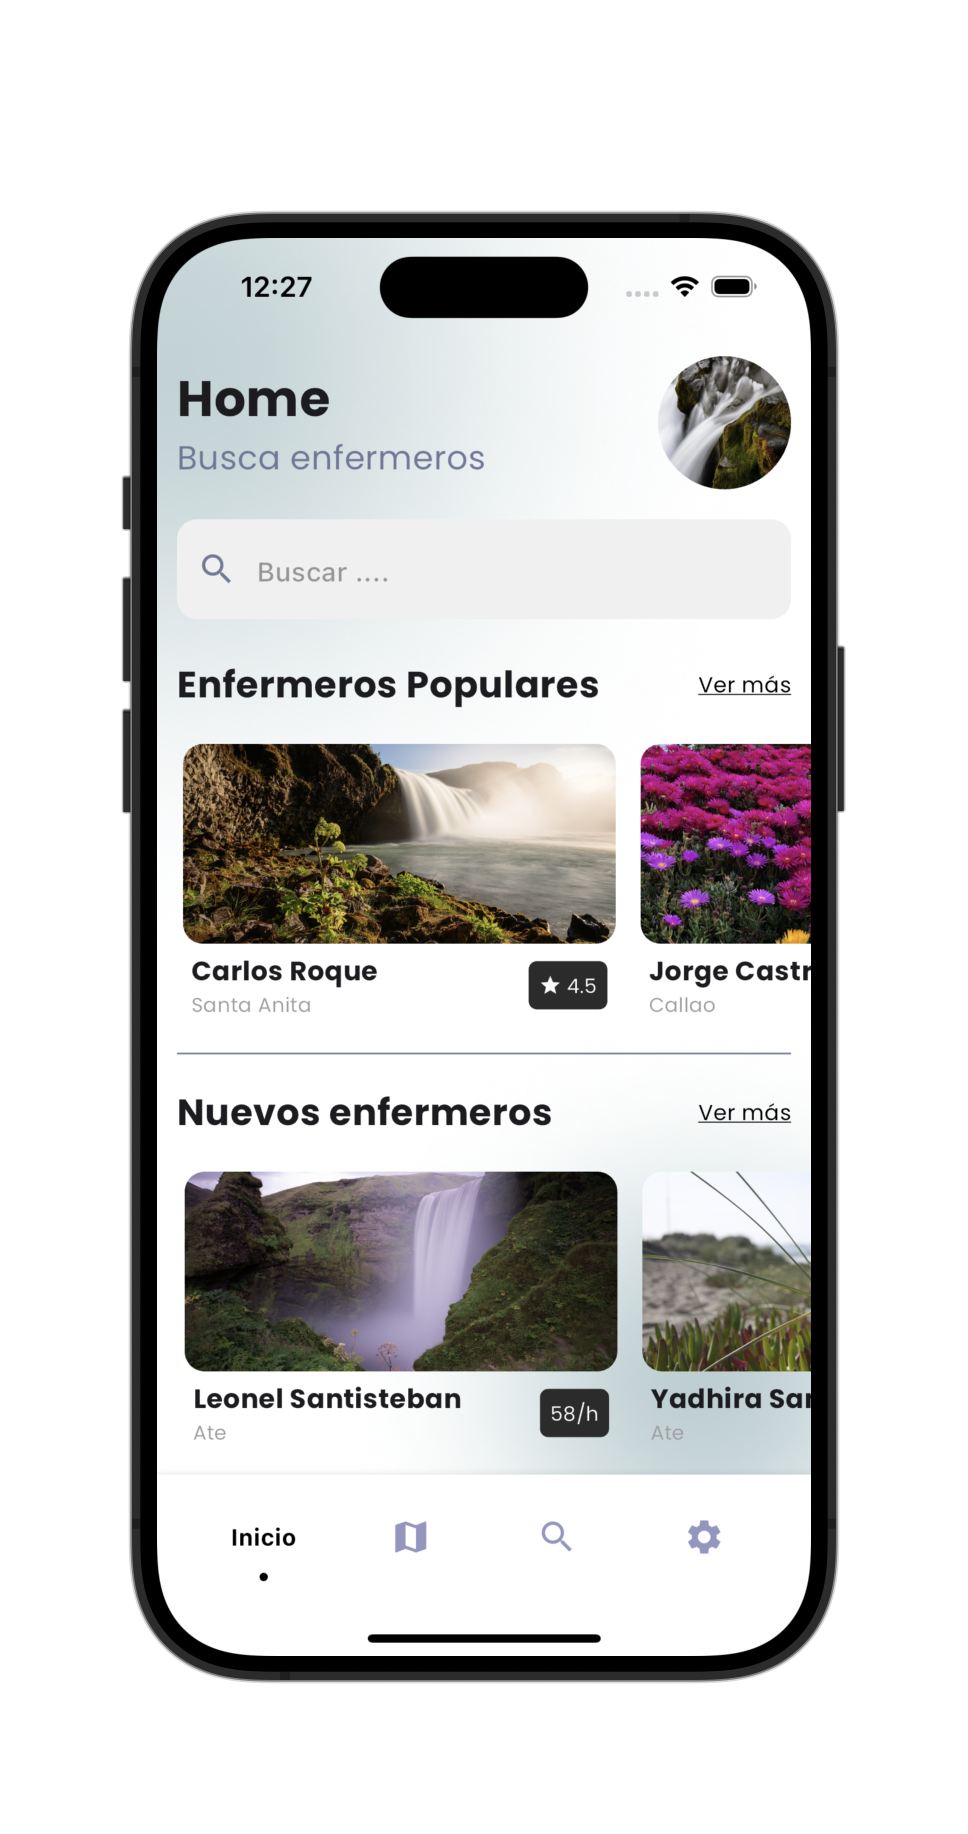 12:27
Home
Busca enfermeros
Buscar ....
Enfermeros Populares
Ver más
Carlos Roque
Santa Anita
4.5
Jorge Castr
Callao
Nuevos enfermeros
Ver más
Leonel Santisteban
Ate
58/h
Yadhira Sar
Ate
Inicio